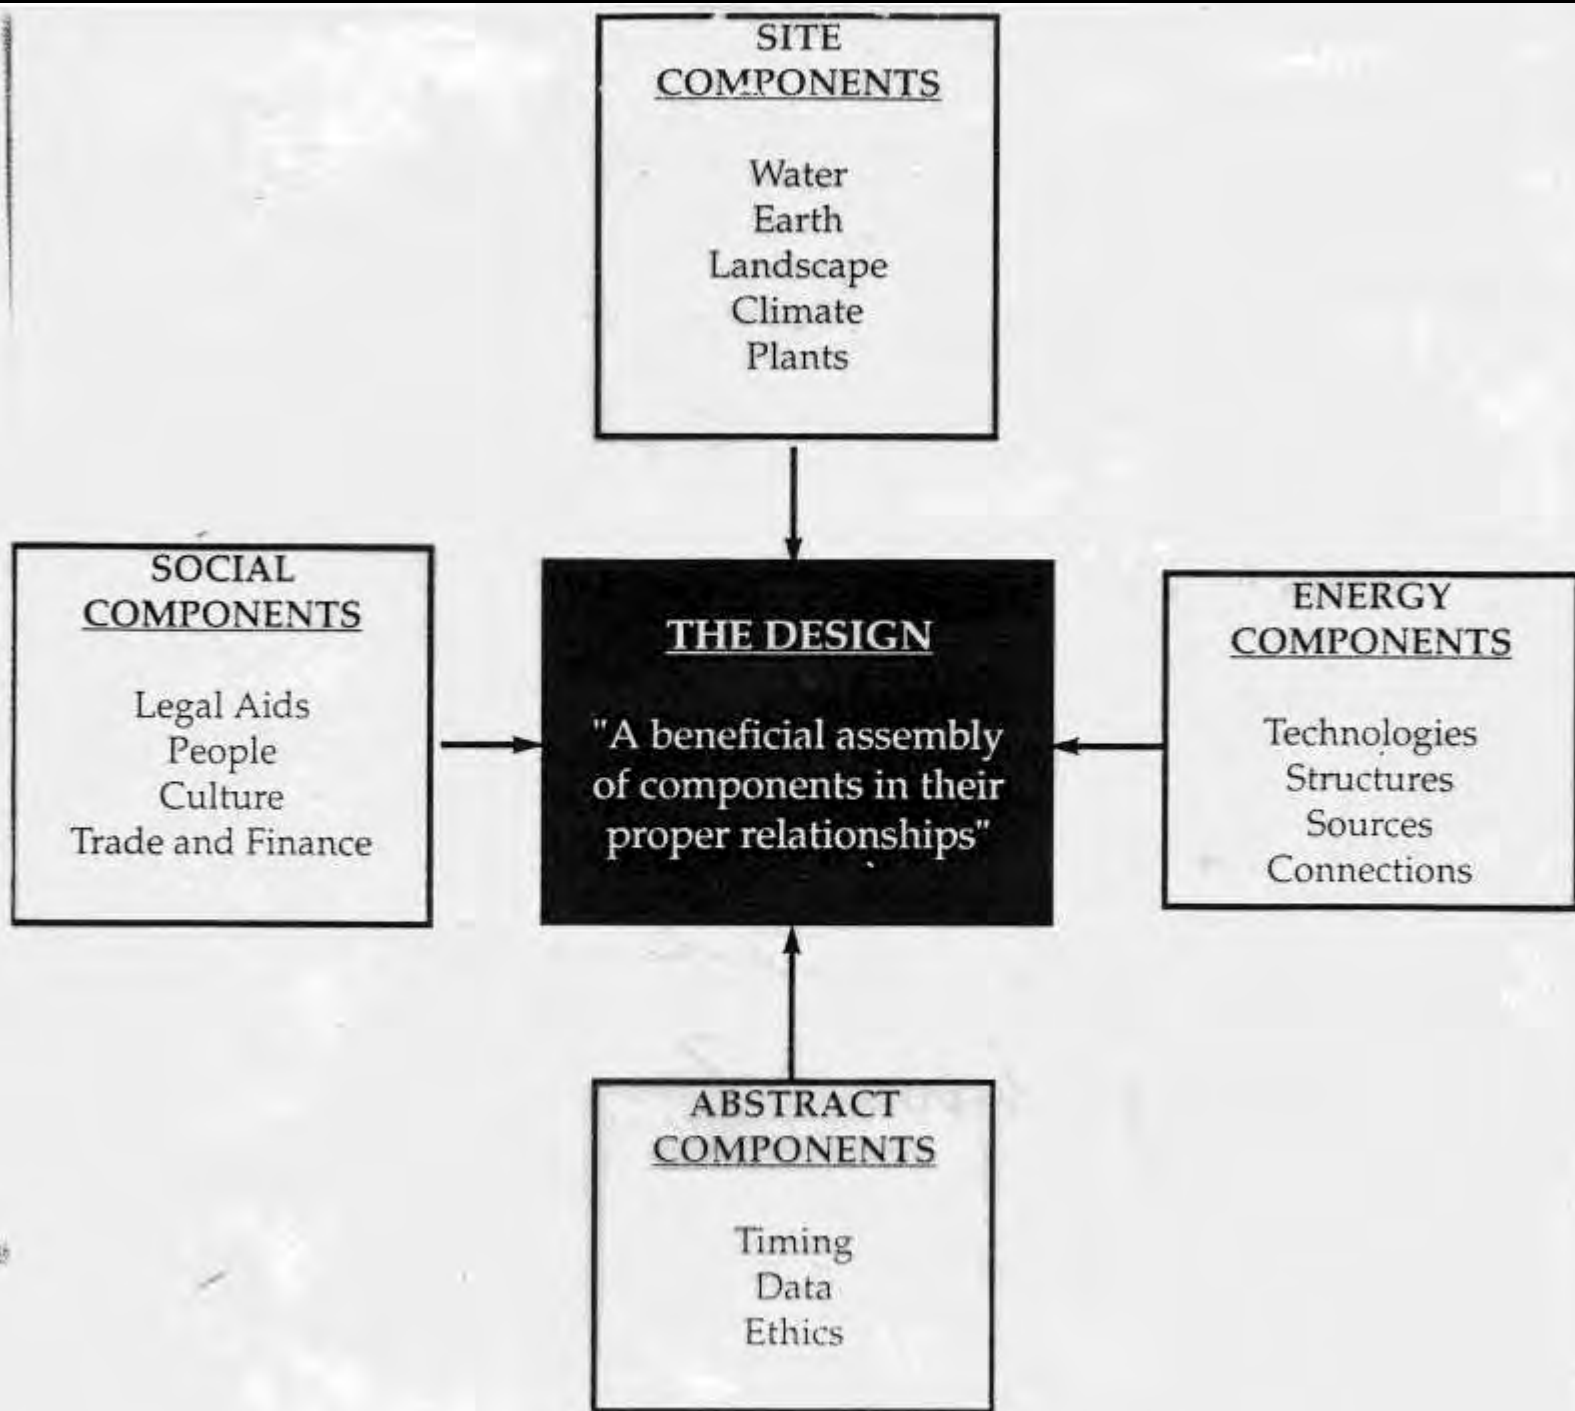 SITE
COMPONENTS
Water
Earth
Landscape
Climate
Plants
SOCIAL
COMPONENTS
Legal Aids
People
Culture
Trade and Finance
THE DESIGN
"A beneficial assembly
of components in their
proper relationships"
ENERGY
COMPONENTS
Technologies
Structures
Sources
Connections
ABSTRACT
COMPONENTS
Timing
Data
Ethics